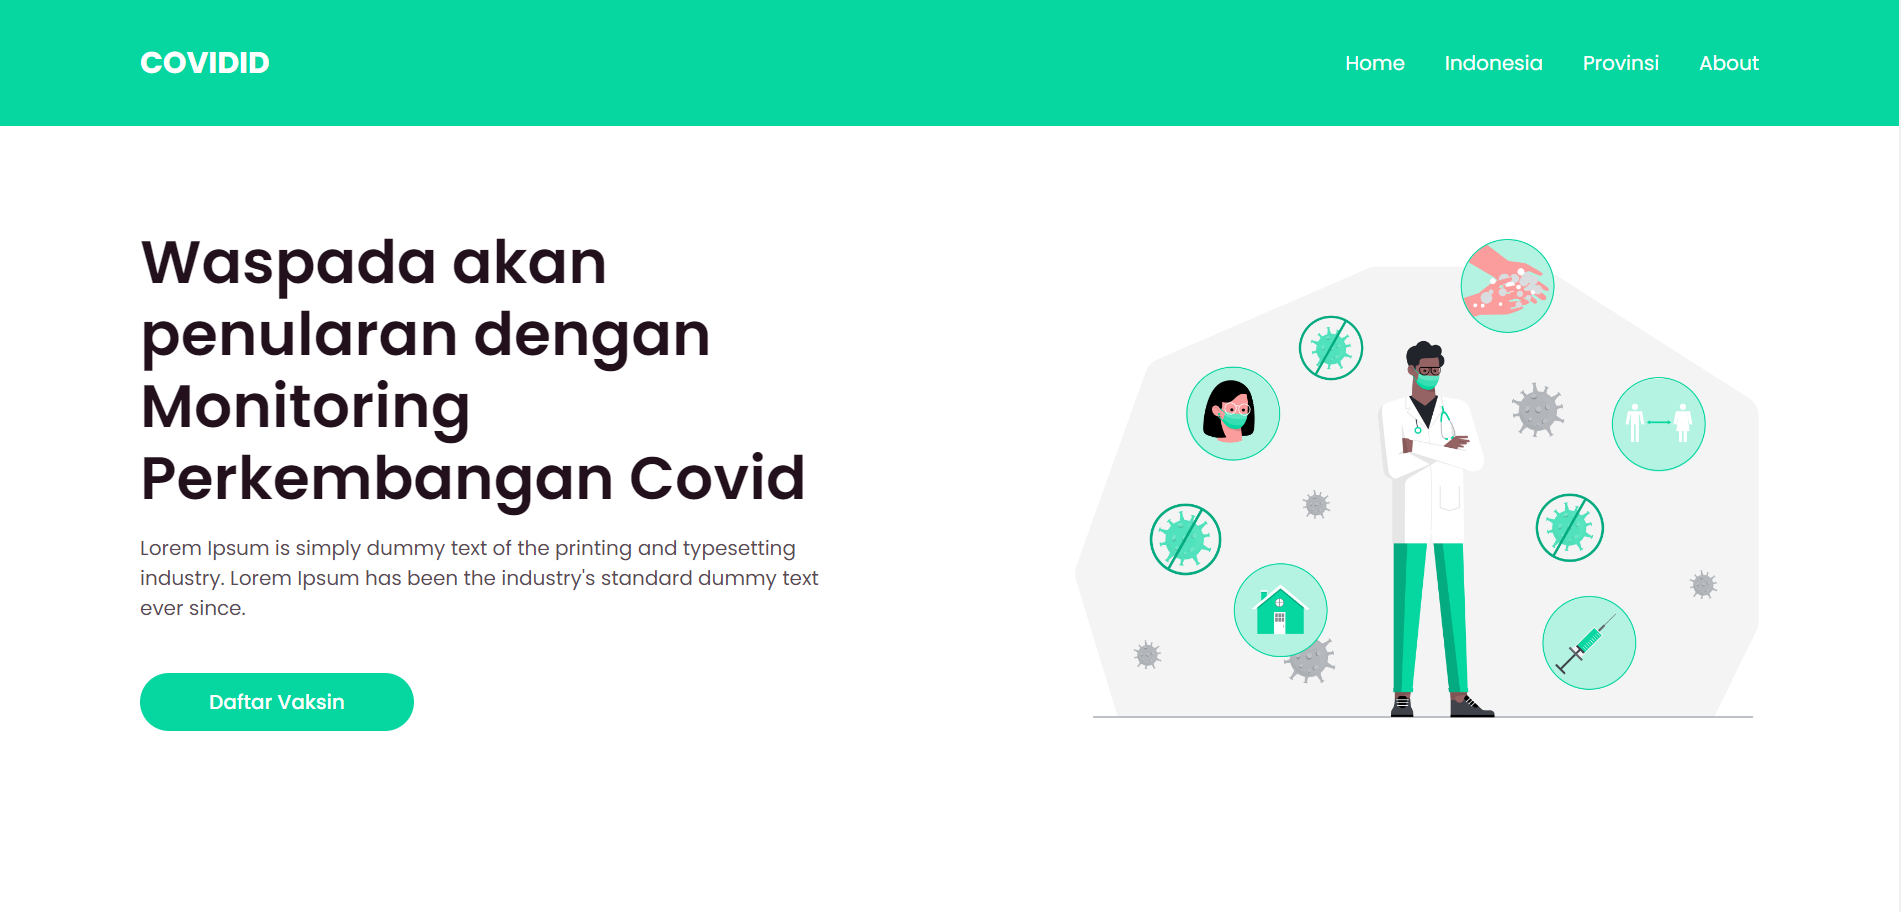 COVIDID
Home
Indonesia
Provinsi
About
Waspada akan
penularan dengan
Monitoring
Perkembangan Covid
Lorem Ipsum is simply dummy text of the printing and typesetting
industry. Lorem Ipsum has been the industry's standard dummy text
ever since.
Daftar Vaksin